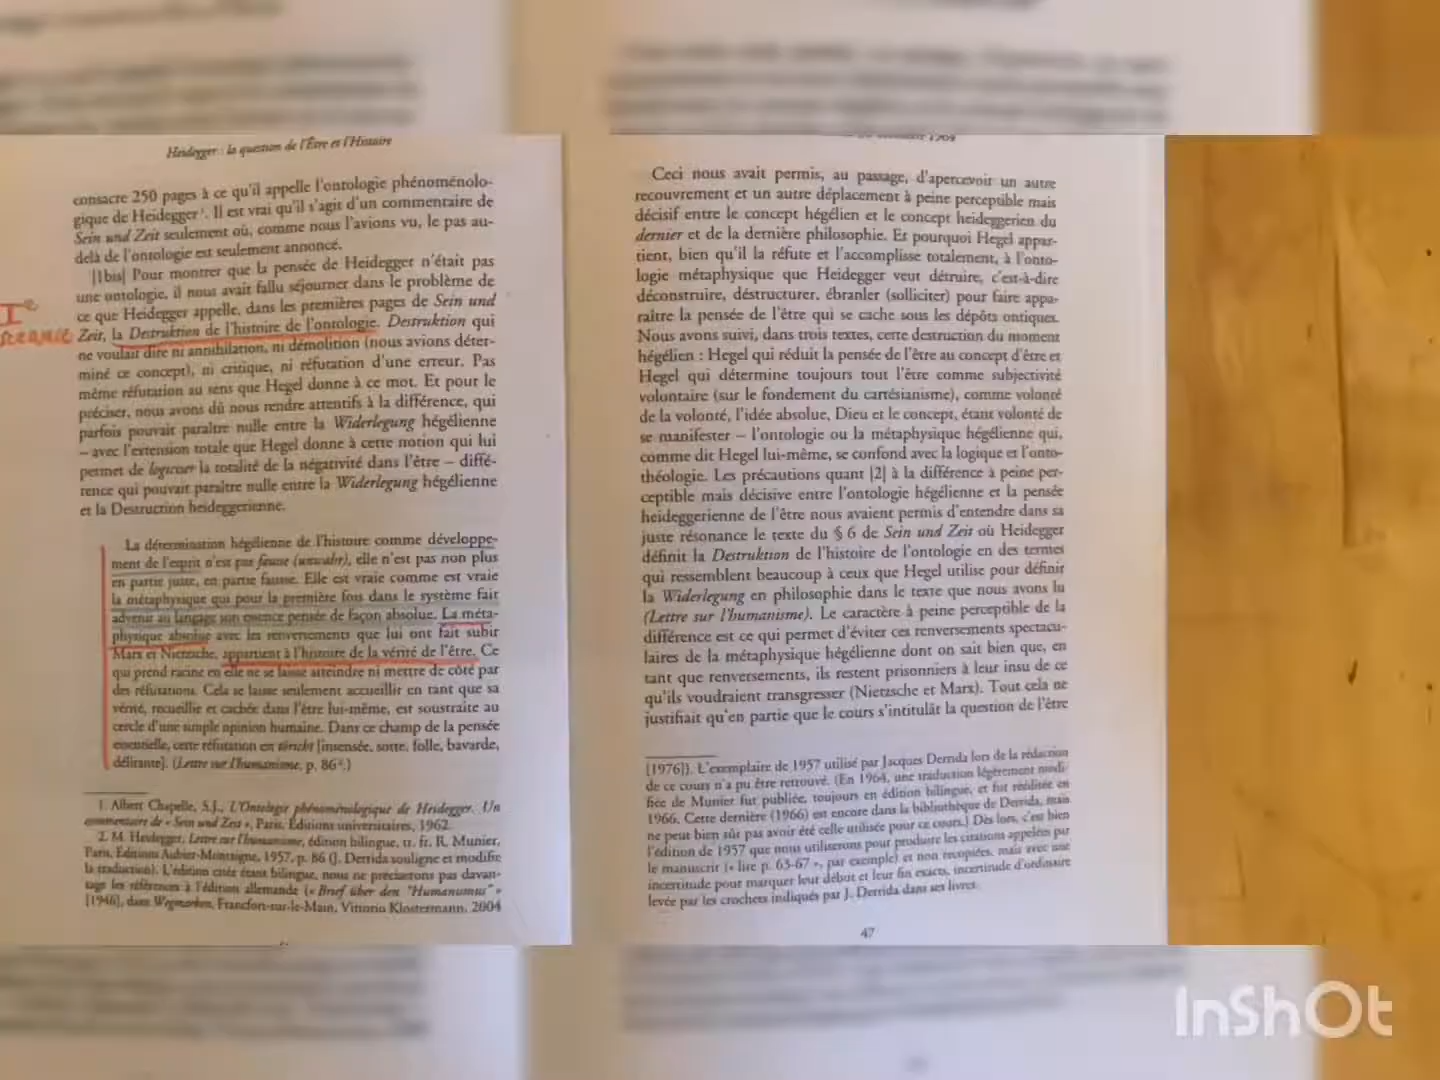 Heidegger : la question de l'Être et l'Histoire
consacre 250 pages à ce qu'il appelle l'ontologie phénoménolo-
gique de Heidegger¹. Il est vrai qu'il s'agit d'un commentaire de
Sein und Zeit seulement où, comme nous l'avions vu, le pas au-
delà de l'ontologie est seulement annoncé.
|1bis| Pour montrer que la pensée de Heidegger n'était pas
une ontologie, il nous avait fallu séjourner dans le problème de
ce que Heidegger appelle, dans les premières pages de Sein und
Zeit, la Destruktion de l'histoire de l'ontologie. Destruktion qui
ne voulait dire ni annihilation, ni démolition (nous avions déter-
miné ce concept), ni critique, ni réfutation d'une erreur. Pas
même réfutation au sens que Hegel donne à ce mot. Et pour le
préciser, nous avons dû nous rendre attentifs à la différence, qui
parfois pouvait paraître nulle entre la Widerlegung hégélienne
– avec l'extension totale que Hegel donne à cette notion qui lui
permet de logiciser la totalité de la négativité dans l'être – diffé-
rence qui pouvait paraître nulle entre la Widerlegung hégélienne
et la Destruction heideggerienne.
La détermination hégélienne de l'histoire comme développe-
ment de l'esprit n'est pas fausse (unwahr), elle n'est pas non plus
en partie juste, en partie fausse. Elle est vraie comme est vraie
la métaphysique qui pour la première fois dans le système fait
advenir au langage son essence pensée de façon absolue. La méta-
physique absolue avec les renversements que lui ont fait subir
Marx et Nietzsche, appartient à l'histoire de la vérité de l'être. Ce
qui prend racine en elle ne se laisse atteindre ni mettre de côté par
des réfutations. Cela se laisse seulement accueillir en tant que sa
vérité, recueillie et cachée dans l'être lui-même, est soustraite au
cercle d'une simple opinion humaine. Dans ce champ de la pensée
essentielle, cette réfutation est töricht [insensée, sotte, folle, bavarde,
délirante]. (Lettre sur l'humanisme, p. 86².)
1. Albert Chapelle, S.J., L'Ontologie phénoménologique de Heidegger. Un
commentaire de « Sein und Zeit », Paris, Éditions universitaires, 1962.
2. M. Heidegger, Lettre sur l'humanisme, édition bilingue, tr. fr. R. Munier,
Paris, Éditions Aubier-Montaigne, 1957, p. 86 (J. Derrida souligne et modifie
la traduction). L'édition citée étant bilingue, nous ne préciserons pas davan-
tage les références à l'édition allemande (« Brief über den "Humanismus" »
[1946], dans Wegmarken, Francfort-sur-le-Main, Vittorio Klostermann, 2004
Iᵉ
séance
1964
Ceci nous avait permis, au passage, d'apercevoir un autre
recouvrement et un autre déplacement à peine perceptible mais
décisif entre le concept hégélien et le concept heideggerien du
dernier et de la dernière philosophie. Et pourquoi Hegel appar-
tient, bien qu'il la réfute et l'accomplisse totalement, à l'onto-
logie métaphysique que Heidegger veut détruire, c'est-à-dire
déconstruire, déstructurer, ébranler (solliciter) pour faire appa-
raître la pensée de l'être qui se cache sous les dépôts ontiques.
Nous avons suivi, dans trois textes, cette destruction du moment
hégélien : Hegel qui réduit la pensée de l'être au concept d'être et
Hegel qui détermine toujours tout l'être comme subjectivité
volontaire (sur le fondement du cartésianisme), comme volonté
de la volonté, l'idée absolue, Dieu et le concept, étant volonté de
se manifester – l'ontologie ou la métaphysique hégélienne qui,
comme dit Hegel lui-même, se confond avec la logique et l'onto-
théologie. Les précautions quant |2| à la différence à peine per-
ceptible mais décisive entre l'ontologie hégélienne et la pensée
heideggerienne de l'être nous avaient permis d'entendre dans sa
juste résonance le texte du § 6 de Sein und Zeit où Heidegger
définit la Destruktion de l'histoire de l'ontologie en des termes
qui ressemblent beaucoup à ceux que Hegel utilise pour définir
la Widerlegung en philosophie dans le texte que nous avons lu
(Lettre sur l'humanisme). Le caractère à peine perceptible de la
différence est ce qui permet d'éviter ces renversements spectacu-
laires de la métaphysique hégélienne dont on sait bien que, en
tant que renversements, ils restent prisonniers à leur insu de ce
qu'ils voudraient transgresser (Nietzsche et Marx). Tout cela ne
justifiait qu'en partie que le cours s'intitulât la question de l'être
[1976]). L'exemplaire de 1957 utilisé par Jacques Derrida lors de la rédaction
de ce cours n'a pu être retrouvé. (En 1964, une traduction légèrement modi-
fiée de Munier fut publiée, toujours en édition bilingue, et fut rééditée en
1966. Cette dernière (1966) est encore dans la bibliothèque de Derrida, mais
ne peut bien sûr pas avoir été celle utilisée pour ce cours.) Dès lors, c'est bien
l'édition de 1957 que nous utiliserons pour produire les citations appelées par
le manuscrit (« lire p. 63-67 », par exemple) et non recopiées, mais avec une
incertitude pour marquer leur début et leur fin exacts, incertitude d'ordinaire
levée par les crochets indiqués par J. Derrida dans ses livres.
47
InShOt